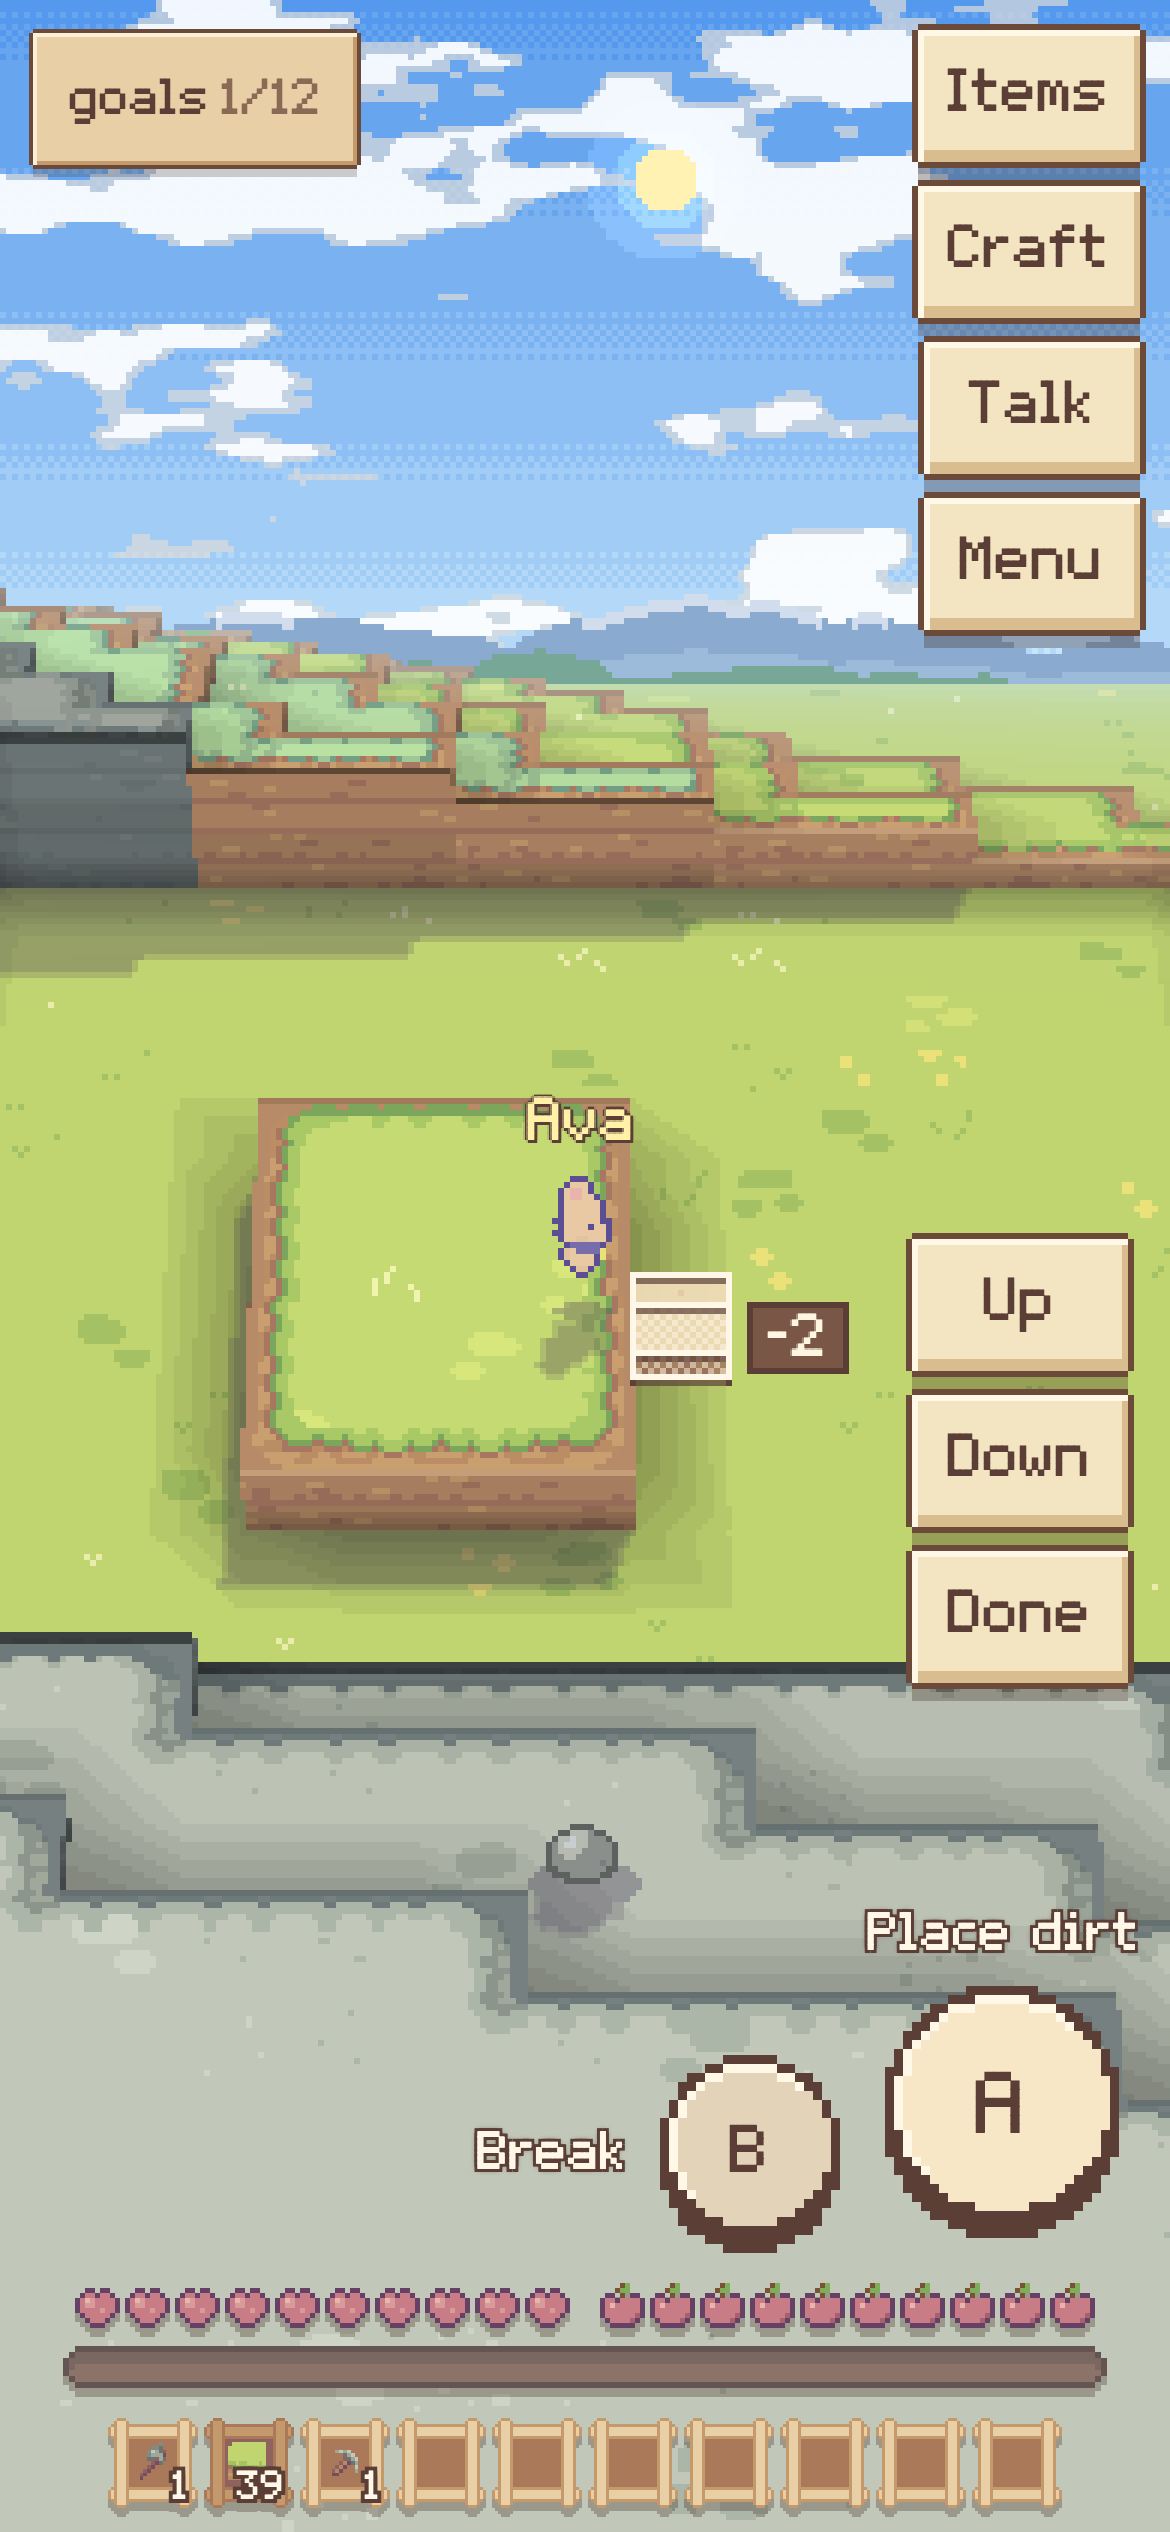 goals 1/12
Items
Craft
Talk
Menu
Ava
-2
Up
Down
Done
Place dirt
A
Break
B
1
39
1